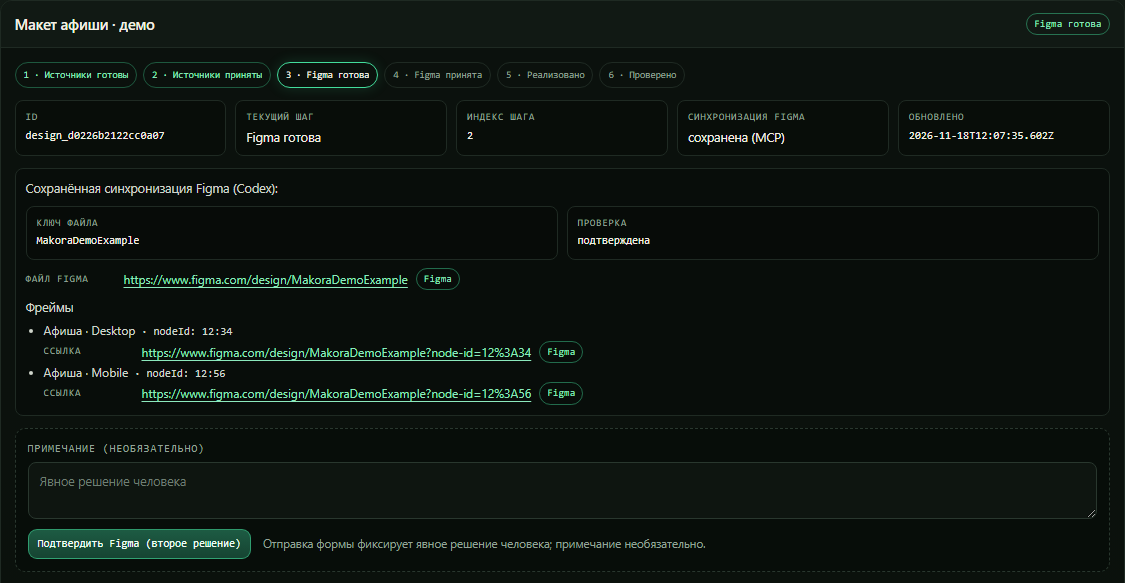 Макет афиши · демо
Figma готова
1 · Источники готовы
2 · Источники приняты
3 · Figma готова
4 · Figma принята
5 · Реализовано
6 · Проверено
ID
design_d0226b2122cc0a07
ТЕКУЩИЙ ШАГ
Figma готова
ИНДЕКС ШАГА
2
СИНХРОНИЗАЦИЯ FIGMA
сохранена (MCP)
ОБНОВЛЕНО
2026-11-18T12:07:35.602Z
Сохранённая синхронизация Figma (Codex):
КЛЮЧ ФАЙЛА
MakoraDemoExample
ПРОВЕРКА
подтверждена
ФАЙЛ FIGMA https://www.figma.com/design/MakoraDemoExample Figma
Фреймы
• Афиша · Desktop · nodeId: 12:34
ССЫЛКА https://www.figma.com/design/MakoraDemoExample?node-id=12%3A34 Figma
• Афиша · Mobile · nodeId: 12:56
ССЫЛКА https://www.figma.com/design/MakoraDemoExample?node-id=12%3A56 Figma
ПРИМЕЧАНИЕ (НЕОБЯЗАТЕЛЬНО)
Явное решение человека
Подтвердить Figma (второе решение)
Отправка формы фиксирует явное решение человека; примечание необязательно.